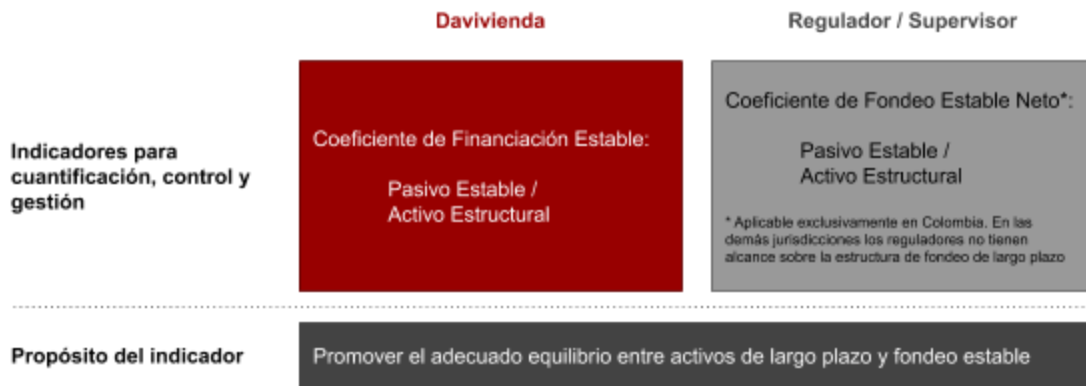 Davivienda
Regulador / Supervisor
Indicadores para
cuantificación, control y
gestión
Coeficiente de Financiación Estable:
Pasivo Estable /
Activo Estructural
Coeficiente de Fondeo Estable Neto*:
Pasivo Estable /
Activo Estructural
* Aplicable exclusivamente en Colombia. En las
demás jurisdicciones los reguladores no tienen
alcance sobre la estructura de fondeo de largo plazo
Propósito del indicador
Promover el adecuado equilibrio entre activos de largo plazo y fondeo estable